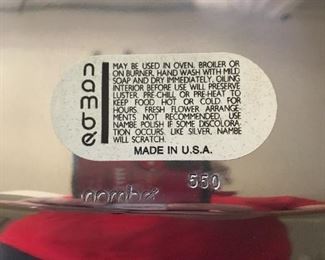 nambe
MAY BE USED IN OVEN, BROILER OR
ON BURNER, HAND WASH WITH MILD
SOAP AND DRY IMMEDIATELY, OILING
INTERIOR BEFORE USE WILL PRESERVE
LUSTER PRE-CHILL OR PRE-HEAT TO
KEEP FOOD HOT OR COLD FOR
HOURS. FRESH FLOWER ARRANGE-
MENTS NOT RECOMMENDED. USE
NAMBE POLISH IF SOME DISCOLORA-
TION OCCURS. LIKE SILVER, NAMBE
WILL SCRATCH.
MADE IN U.S.A.
nambe 550